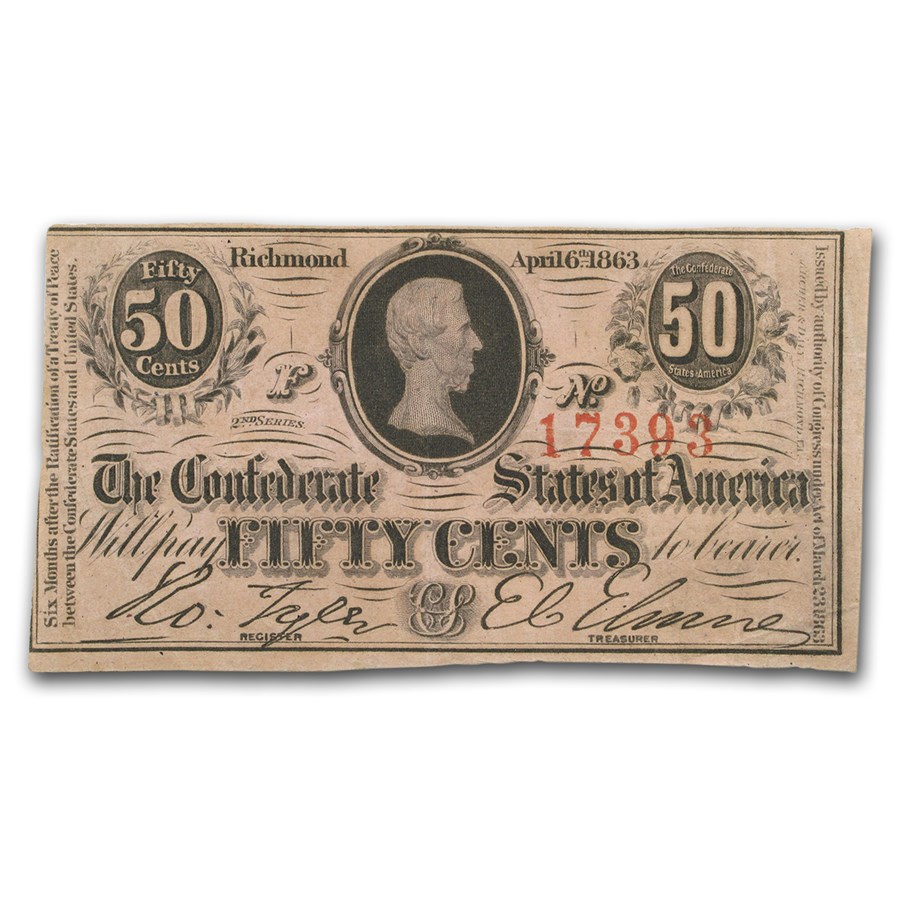 Six Months after the Ratification of a Treaty of Peace
between the Confederate States and United States.
Fifty
50
Cents
Richmond
April 6th 1863
The Confederate
50
States America
F
2ND SERIES
No.
17393
The Confederate States of America
Will pay FIFTY CENTS to bearer.
Ro. Tyler
REGISTER
CS
E C Elmore
TREASURER
Issued by authority of Congress under Act of March 23 1863